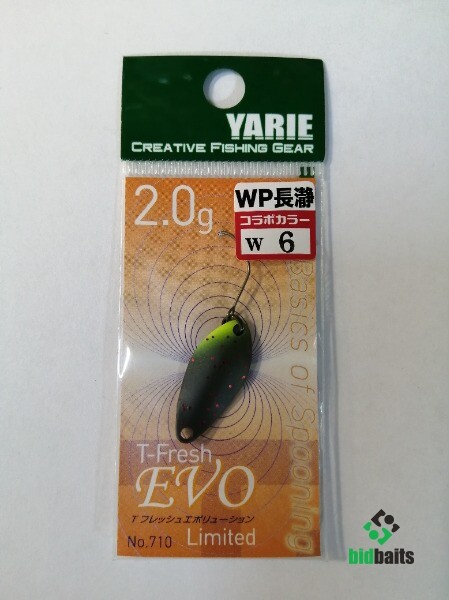 YARIE
CREATIVE FISHING GEAR
2.0g
WP長瀞
コラボカラー
W 6
Basics of Spooning
T-Fresh
EVO
T フレッシュエボリューション
No.710 Limited
bidbaits